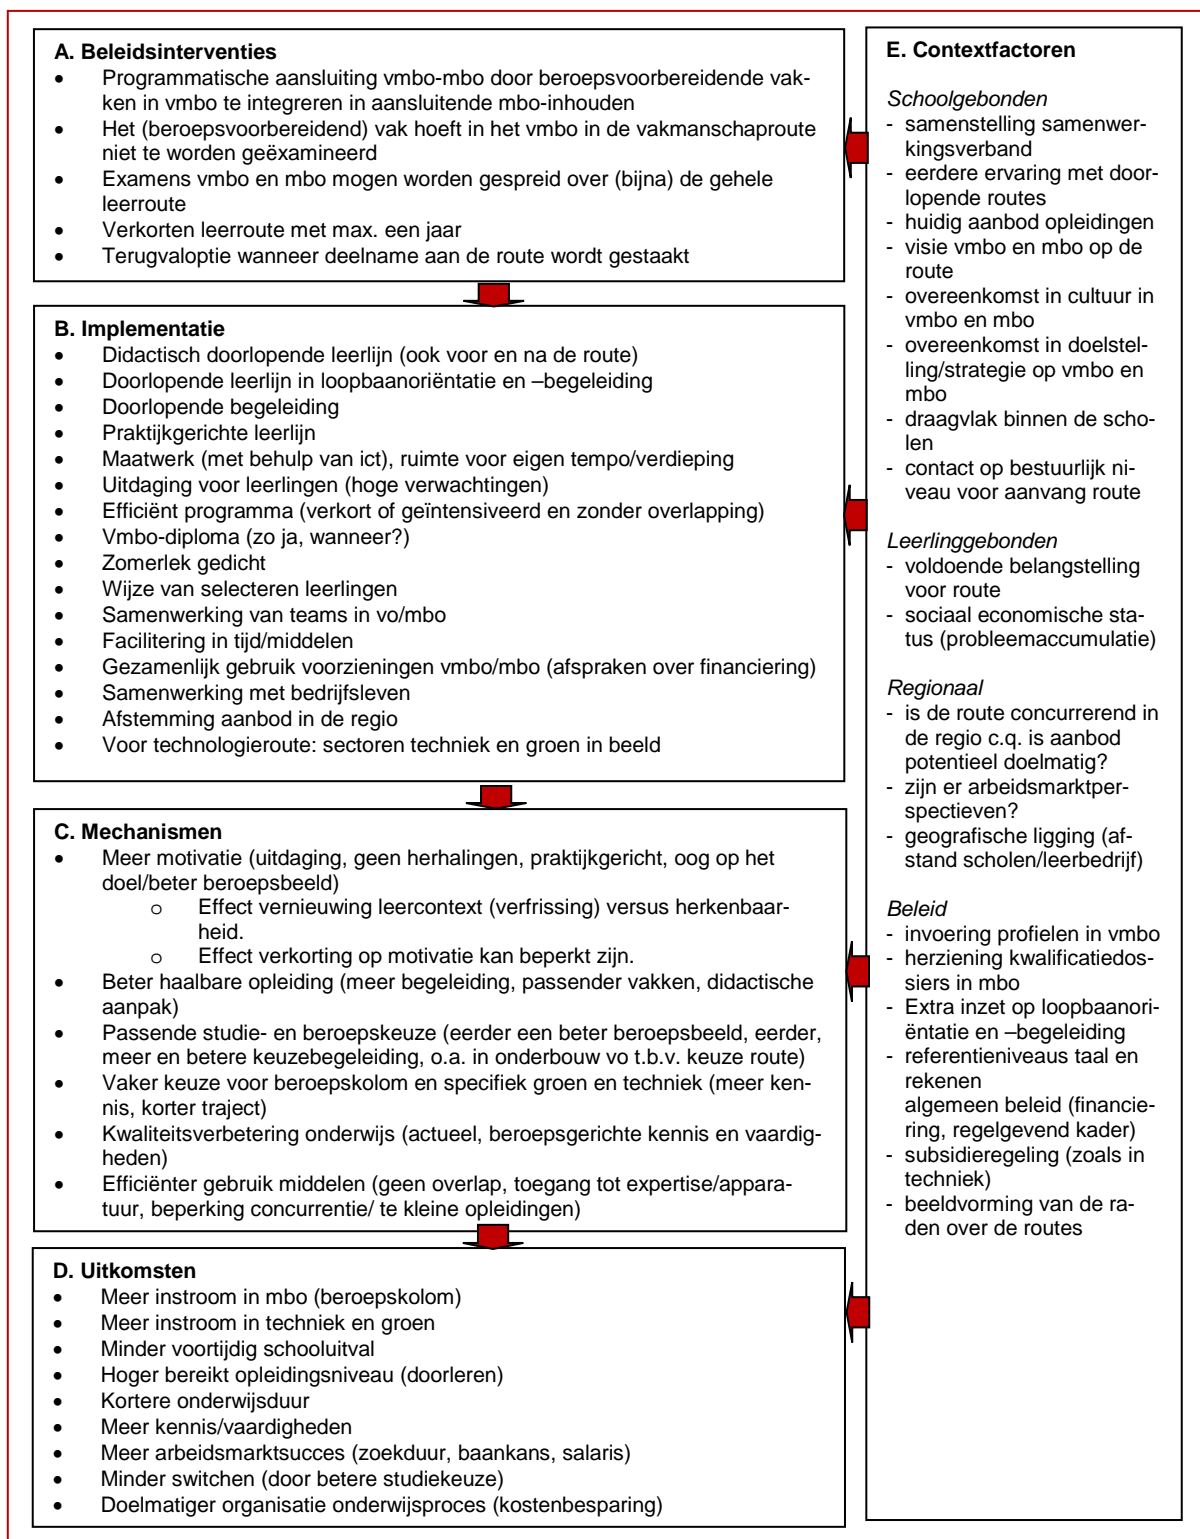 A. Beleidsinterventies
• Programmatische aansluiting vmbo-mbo door beroepsvoorbereidende vak-
ken in vmbo te integreren in aansluitende mbo-inhouden
• Het (beroepsvoorbereidend) vak hoeft in het vmbo in de vakmanschaproute
niet te worden geëxamineerd
• Examens vmbo en mbo mogen worden gespreid over (bijna) de gehele
leerroute
• Verkorten leerroute met max. een jaar
• Terugvaloptie wanneer deelname aan de route wordt gestaakt
B. Implementatie
• Didactisch doorlopende leerlijn (ook voor en na de route)
• Doorlopende leerlijn in loopbaanoriëntatie en –begeleiding
• Doorlopende begeleiding
• Praktijkgerichte leerlijn
• Maatwerk (met behulp van ict), ruimte voor eigen tempo/verdieping
• Uitdaging voor leerlingen (hoge verwachtingen)
• Efficiënt programma (verkort of geïntensiveerd en zonder overlapping)
• Vmbo-diploma (zo ja, wanneer?)
• Zomerlek gedicht
• Wijze van selecteren leerlingen
• Samenwerking van teams in vo/mbo
• Facilitering in tijd/middelen
• Gezamenlijk gebruik voorzieningen vmbo/mbo (afspraken over financiering)
• Samenwerking met bedrijfsleven
• Afstemming aanbod in de regio
• Voor technologieroute: sectoren techniek en groen in beeld
C. Mechanismen
• Meer motivatie (uitdaging, geen herhalingen, praktijkgericht, oog op het
doel/beter beroepsbeeld)
o Effect vernieuwing leercontext (verfrissing) versus herkenbaar-
heid.
o Effect verkorting op motivatie kan beperkt zijn.
• Beter haalbare opleiding (meer begeleiding, passender vakken, didactische
aanpak)
• Passende studie- en beroepskeuze (eerder een beter beroepsbeeld, eerder,
meer en betere keuzebegeleiding, o.a. in onderbouw vo t.b.v. keuze route)
• Vaker keuze voor beroepskolom en specifiek groen en techniek (meer ken-
nis, korter traject)
• Kwaliteitsverbetering onderwijs (actueel, beroepsgerichte kennis en vaardig-
heden)
• Efficiënter gebruik middelen (geen overlap, toegang tot expertise/appara-
tuur, beperking concurrentie/ te kleine opleidingen)
D. Uitkomsten
• Meer instroom in mbo (beroepskolom)
• Meer instroom in techniek en groen
• Minder voortijdig schooluitval
• Hoger bereikt opleidingsniveau (doorleren)
• Kortere onderwijsduur
• Meer kennis/vaardigheden
• Meer arbeidsmarktsucces (zoekduur, baankans, salaris)
• Minder switchen (door betere studiekeuze)
• Doelmatiger organisatie onderwijsproces (kostenbesparing)
E. Contextfactoren
Schoolgebonden
- samenstelling samenwer-
kingsverband
- eerdere ervaring met door-
lopende routes
- huidig aanbod opleidingen
- visie vmbo en mbo op de
route
- overeenkomst in cultuur in
vmbo en mbo
- overeenkomst in doelstel-
ling/strategie op vmbo en
mbo
- draagvlak binnen de scho-
len
- contact op bestuurlijk ni-
veau voor aanvang route
Leerlinggebonden
- voldoende belangstelling
voor route
- sociaal economische sta-
tus (probleemaccumulatie)
Regionaal
- is de route concurrerend in
de regio c.q. is aanbod
potentieel doelmatig?
- zijn er arbeidsmarktper-
spectieven?
- geografische ligging (af-
stand scholen/leerbedrijf)
Beleid
- invoering profielen in vmbo
- herziening kwalificatiedos-
siers in mbo
- Extra inzet op loopbaanori-
ëntatie en –begeleiding
- referentieniveaus taal en
rekenen
algemeen beleid (financie-
ring, regelgevend kader)
- subsidieregeling (zoals in
techniek)
- beeldvorming van de ra-
den over de routes